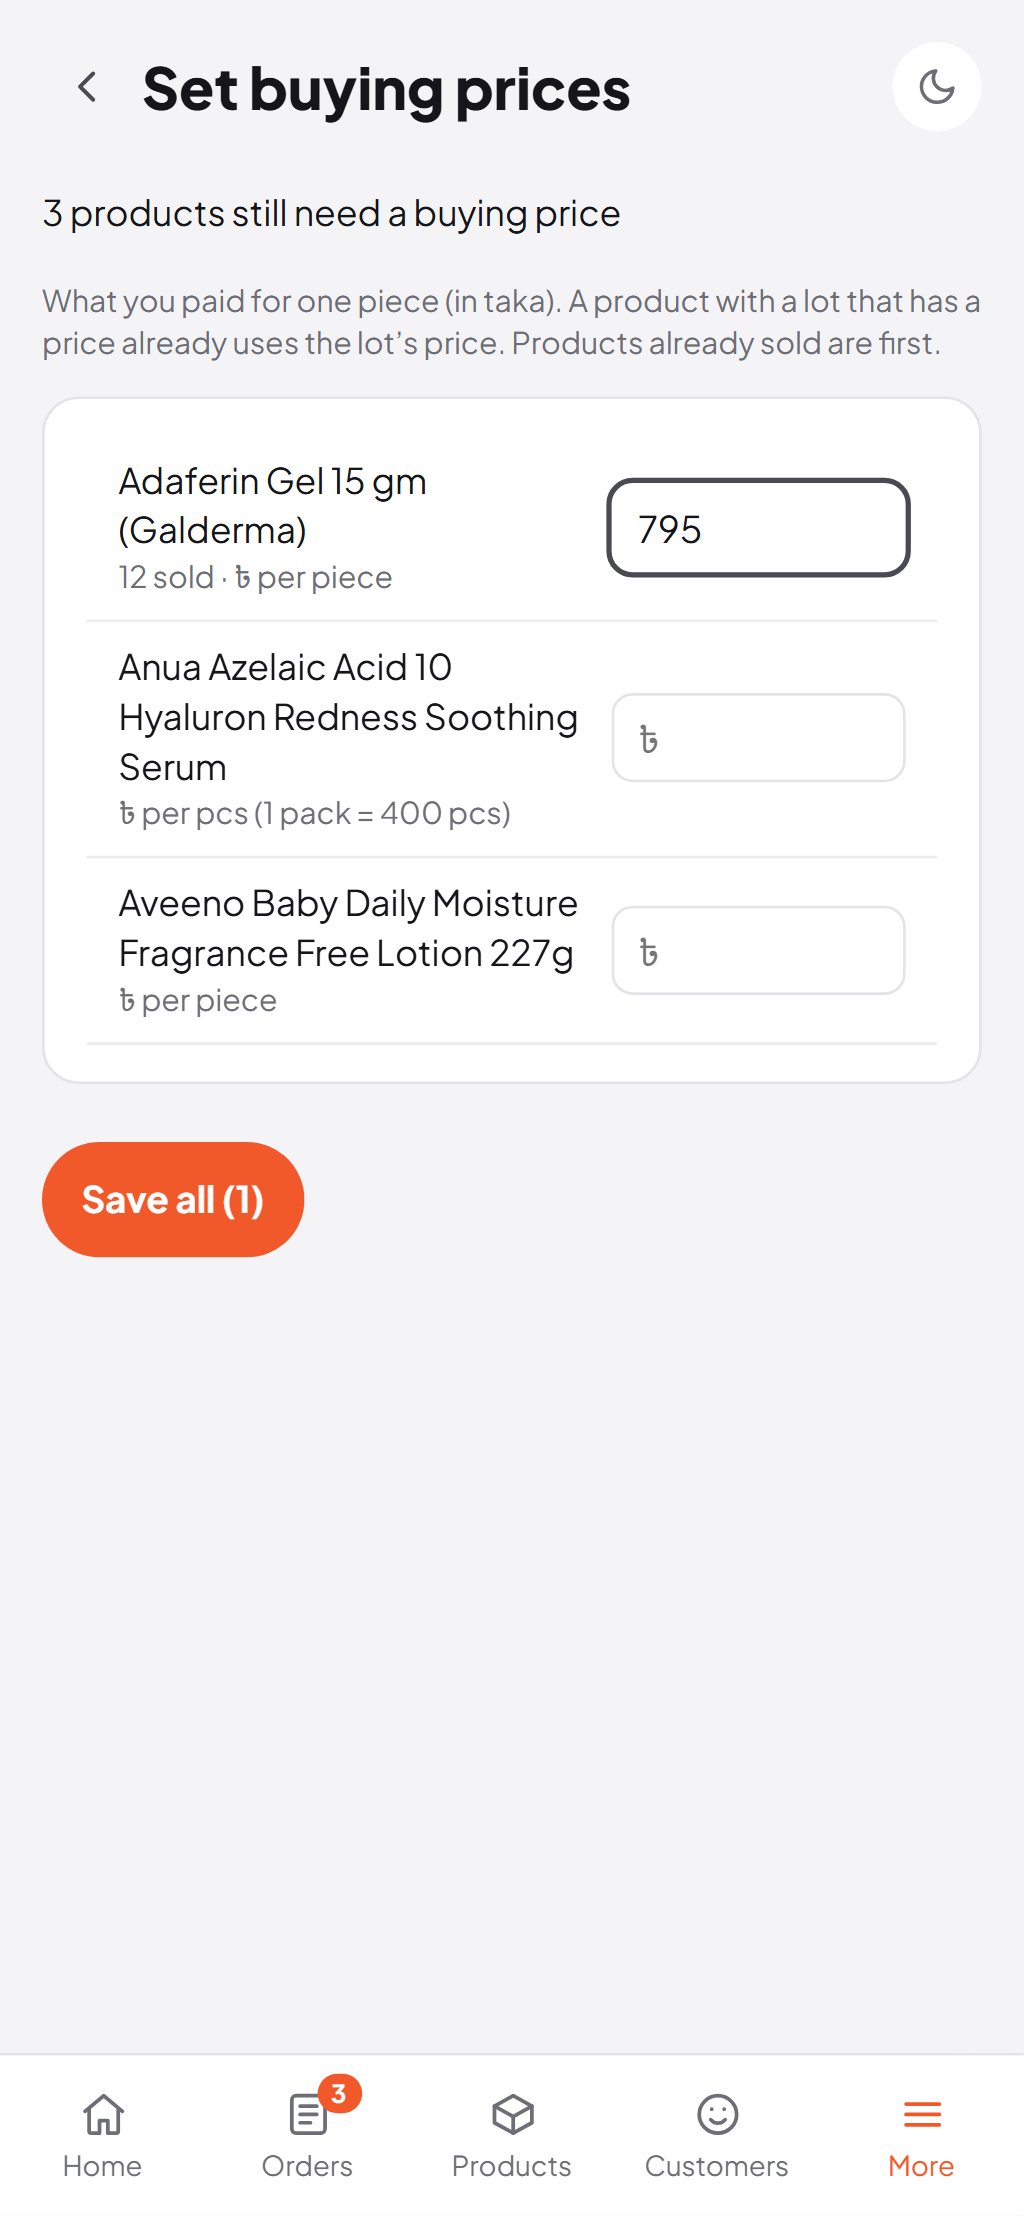 Set buying prices
3 products still need a buying price
What you paid for one piece (in taka). A product with a lot that has a
price already uses the lot’s price. Products already sold are first.
Adaferin Gel 15 gm
(Galderma)
12 sold · ৳ per piece
795
Anua Azelaic Acid 10
Hyaluron Redness Soothing
Serum
৳ per pcs (1 pack = 400 pcs)
৳
Aveeno Baby Daily Moisture
Fragrance Free Lotion 227g
৳ per piece
৳
Save all (1)
3
Home
Orders
Products
Customers
More